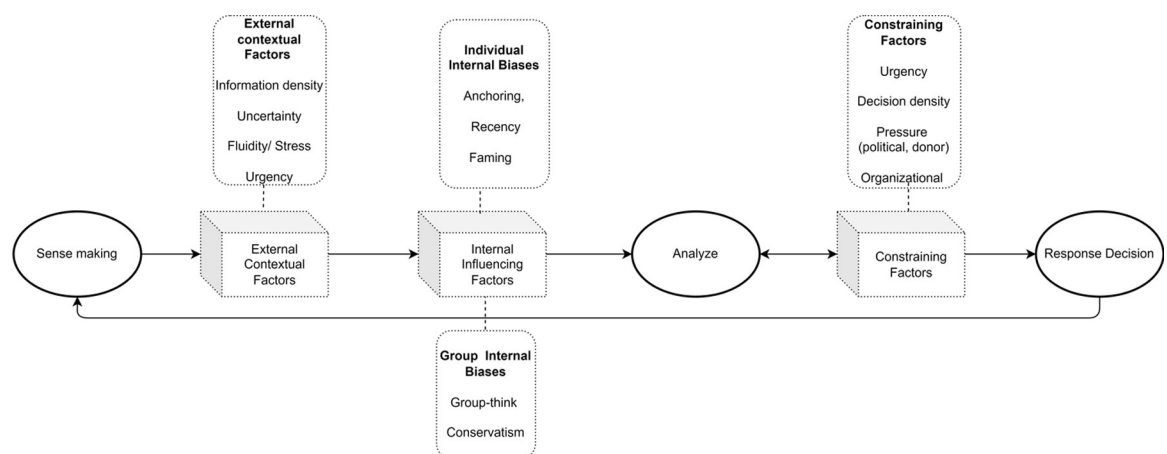 External
contextual
Factors
Information density
Uncertainty
Fluidity/ Stress
Urgency
Individual
Internal Biases
Anchoring,
Recency
Faming
Constraining
Factors
Urgency
Decision density
Pressure
(political, donor)
Organizational
Sense making
External
Contextual
Factors
Internal
Influencing
Factors
Analyze
Constraining
Factors
Response Decision
Group Internal
Biases
Group-think
Conservatism